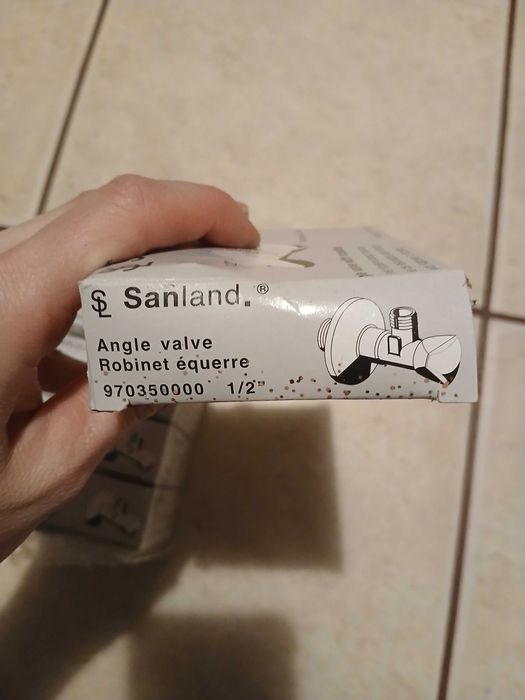 SL Sanland.®
Angle valve
Robinet équerre
970350000 1/2"